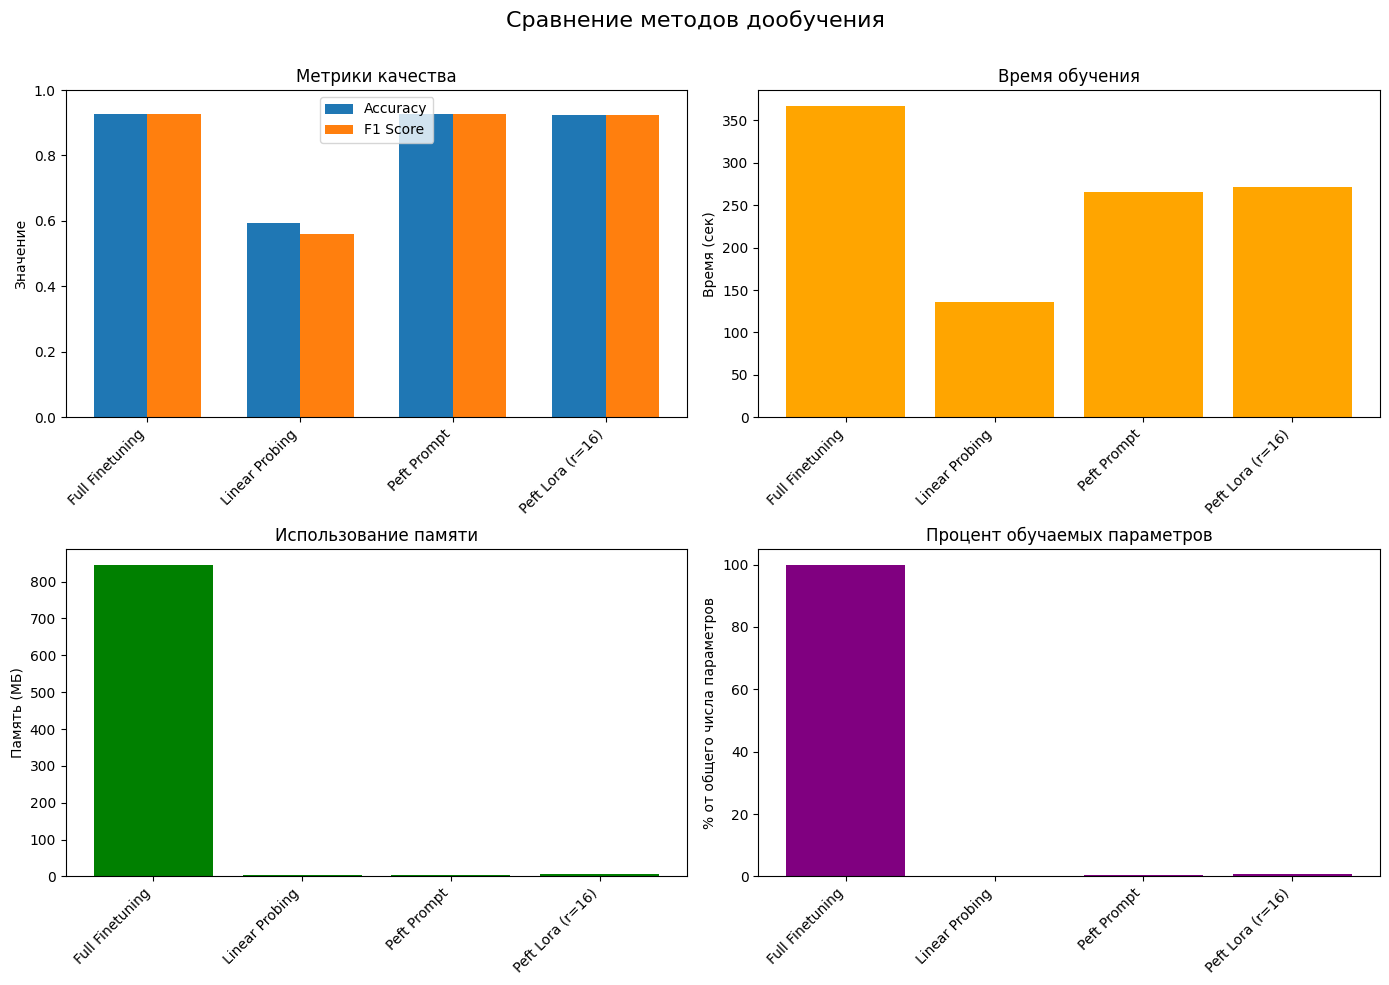 Сравнение методов дообучения
Метрики качества
Значение
1.0
0.8
0.6
0.4
0.2
0.0
Accuracy
F1 Score
Full Finetuning
Linear Probing
Peft Prompt
Peft Lora (r=16)
Время обучения
Время (сек)
350
300
250
200
150
100
50
0
Full Finetuning
Linear Probing
Peft Prompt
Peft Lora (r=16)
Использование памяти
Память (МБ)
800
700
600
500
400
300
200
100
0
Full Finetuning
Linear Probing
Peft Prompt
Peft Lora (r=16)
Процент обучаемых параметров
% от общего числа параметров
100
80
60
40
20
0
Full Finetuning
Linear Probing
Peft Prompt
Peft Lora (r=16)